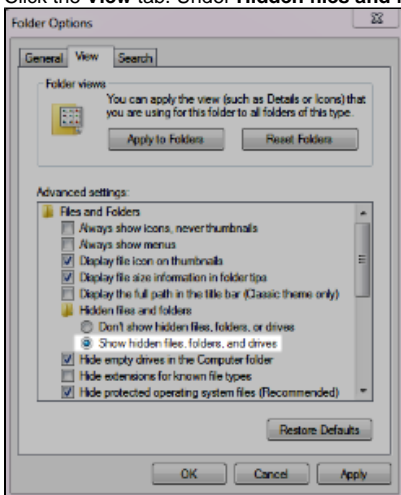 Click the View tab. Under Hidden files and
Folder Options
General View Search
Folder views
You can apply the view (such as Details or Icons) that
you are using for this folder to all folders of this type.
Apply to Folders Reset Folders
Advanced settings:
Files and Folders
Always show icons, never thumbnails
Always show menus
Display file icon on thumbnails
Display file size information in folder tips
Display the full path in the title bar (Classic theme only)
Hidden files and folders
Don't show hidden files, folders, or drives
Show hidden files, folders, and drives
Hide empty drives in the Computer folder
Hide extensions for known file types
Hide protected operating system files (Recommended)
Restore Defaults
OK Cancel Apply